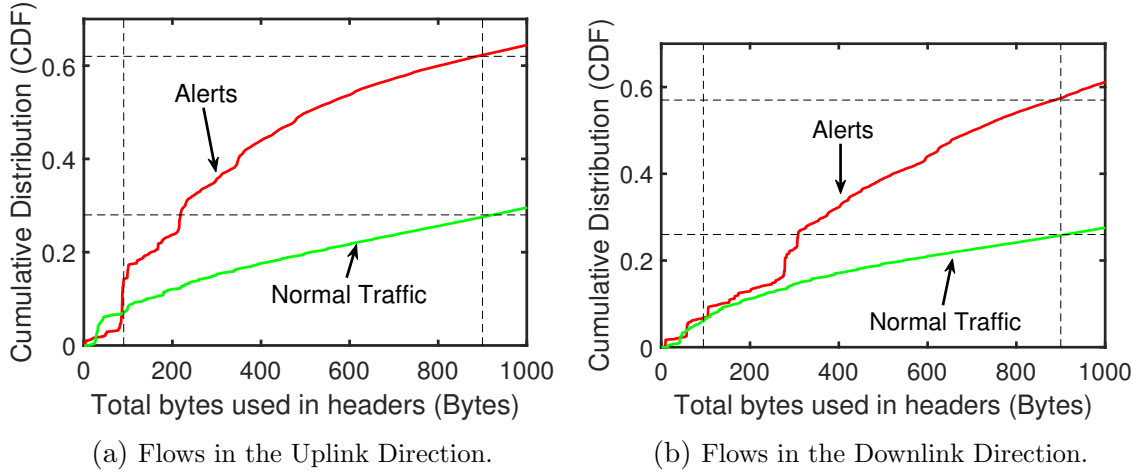 Cumulative Distribution (CDF)
0.6
0.4
0.2
0
Alerts
Normal Traffic
0 200 400 600 800 1000
Total bytes used in headers (Bytes)
(a) Flows in the Uplink Direction.
Cumulative Distribution (CDF)
0.6
0.4
0.2
0
Alerts
Normal Traffic
0 200 400 600 800 1000
Total bytes used in headers (Bytes)
(b) Flows in the Downlink Direction.